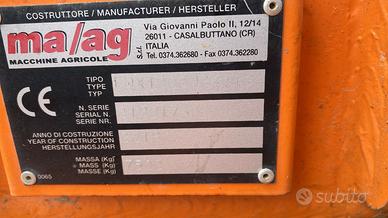 COSTRUTTORE / MANUFACTURER / HERSTELLER
ma/ag
S.r.l.
MACCHINE AGRICOLE
Via Giovanni Paolo II, 12/14
26011 - CASALBUTTANO (CR)
ITALIA
Tel. 0374.362680 - Fax 0374.362280
CE
TIPO
TYPE
TYP
N. SERIE
SERIAL N.
SERIEN NR.
ANNO DI COSTRUZIONE
YEAR OF CONSTRUCTION
HERSTELLUNGSJAHR
MASSA (Kg)
MASS (Kg)
MASSE (Kg)
0065
subito